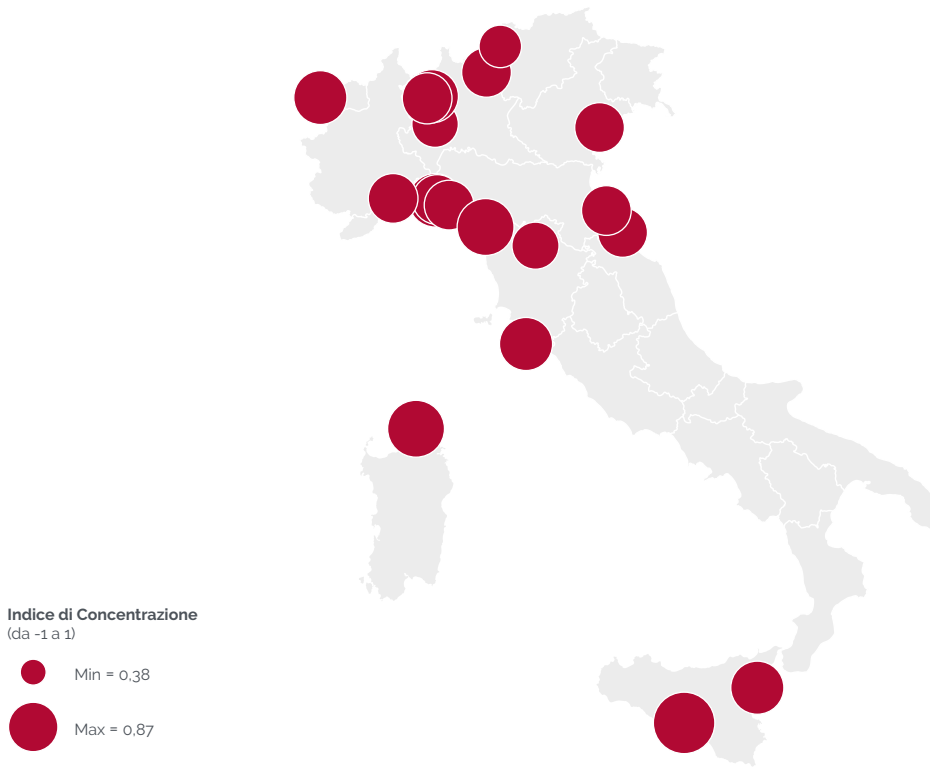 Indice di Concentrazione
(da -1 a 1)
Min = 0,38
Max = 0,87